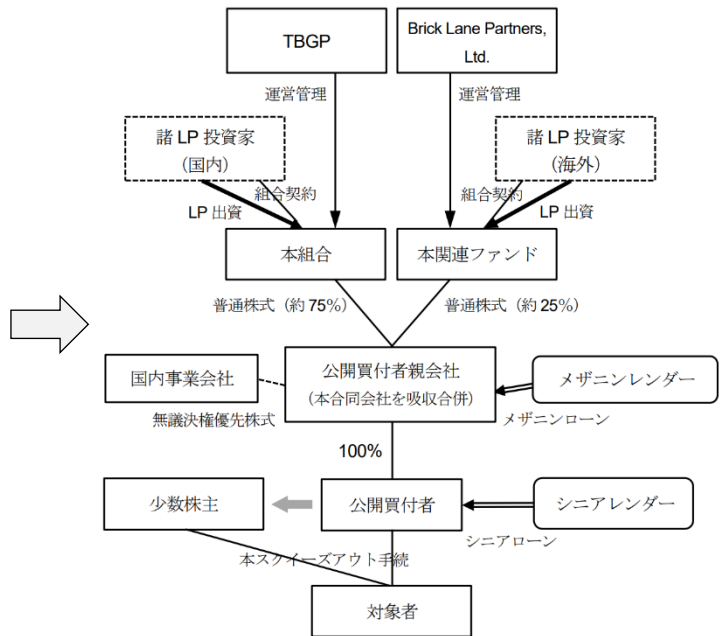 TBGP
Brick Lane Partners,
Ltd.
運営管理
運営管理
諸 LP 投資家
（国内）
諸 LP 投資家
（海外）
組合契約
組合契約
LP 出資
LP 出資
本組合
本関連ファンド
普通株式（約 75%）
普通株式（約 25%）
国内事業会社
公開買付者親会社
（本合同会社を吸収合併）
メザニンレンダー
無議決権優先株式
メザニンローン
100%
少数株主
公開買付者
シニアレンダー
シニアローン
本スクイーズアウト手続
対象者